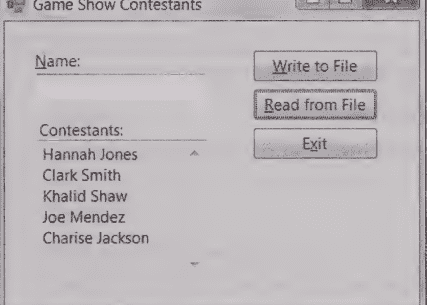 Game Show Contestants
Name:
Write to File
Read from File
Contestants:
Exit
Hannah Jones
Clark Smith
Khalid Shaw
Joe Mendez
Charise Jackson